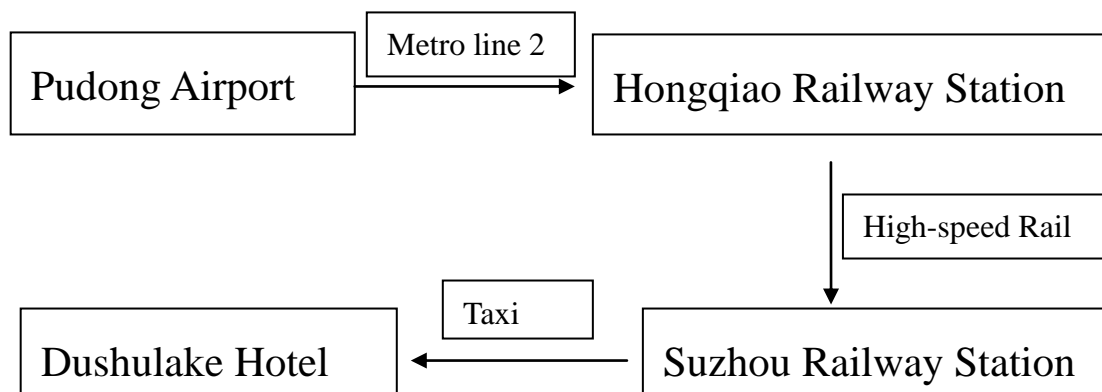 Pudong Airport
Metro line 2
Hongqiao Railway Station
High-speed Rail
Suzhou Railway Station
Taxi
Dushulake Hotel